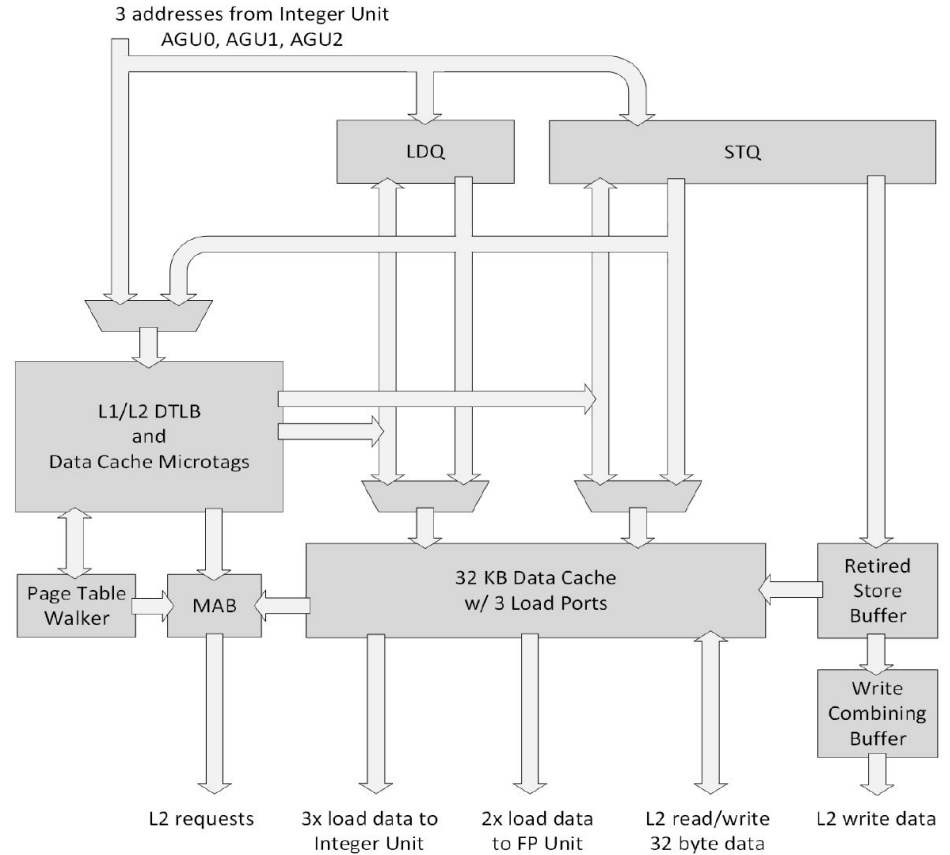 3 addresses from Integer Unit
AGU0, AGU1, AGU2
LDQ
STQ
L1/L2 DTLB
and
Data Cache Microtags
Page Table
Walker
MAB
32 KB Data Cache
w/ 3 Load Ports
Retired
Store
Buffer
Write
Combining
Buffer
L2 requests
3x load data to
Integer Unit
2x load data
to FP Unit
L2 read/write
32 byte data
L2 write data